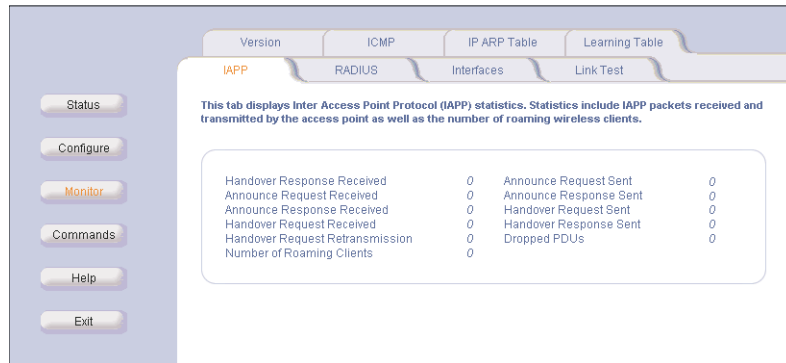 Version ICMP IP ARP Table Learning Table
IAPP RADIUS Interfaces Link Test
Status
Configure
Monitor
Commands
Help
Exit
This tab displays Inter Access Point Protocol (IAPP) statistics. Statistics include IAPP packets received and
transmitted by the access point as well as the number of roaming wireless clients.
Handover Response Received 0 Announce Request Sent 0
Announce Request Received 0 Announce Response Sent 0
Announce Response Received 0 Handover Request Sent 0
Handover Request Received 0 Handover Response Sent 0
Handover Request Retransmission 0 Dropped PDUs 0
Number of Roaming Clients 0